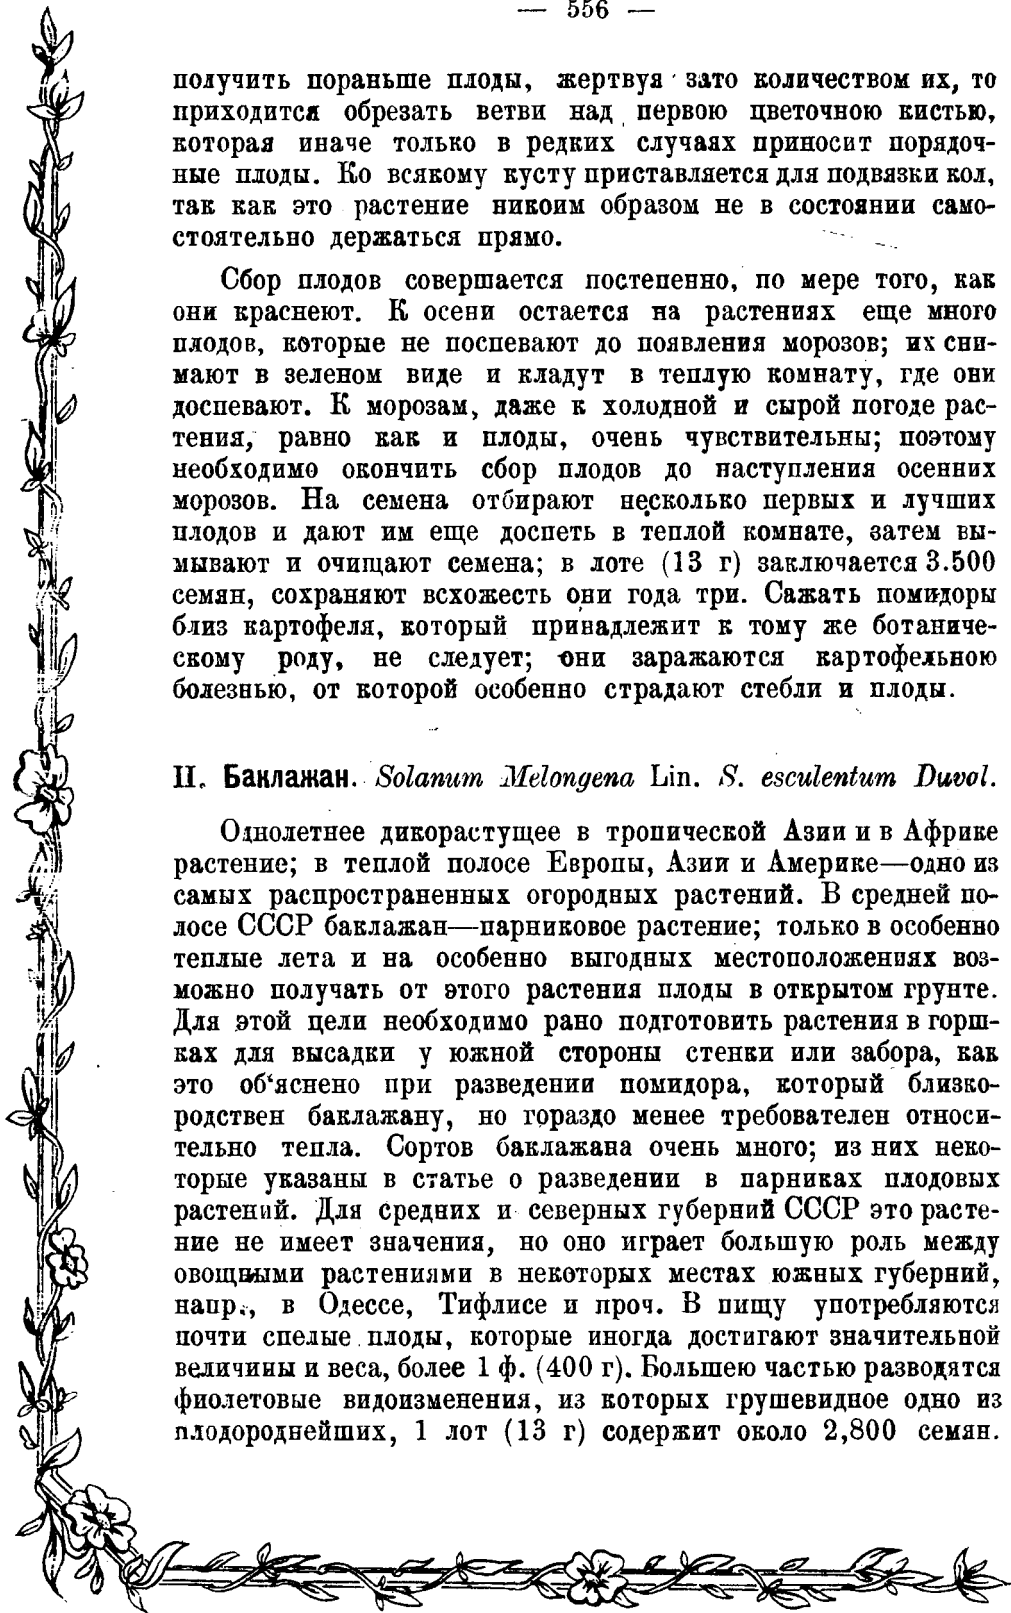 — 556 —
получить пораньше плоды, жертвуя зато количеством их, то
приходится обрезать ветви над первою цветочною кистью,
которая иначе только в редких случаях приносит порядоч-
ные плоды. Ко всякому кусту приставляется для подвязки кол,
так как это растение никоим образом не в состоянии само-
стоятельно держаться прямо.
Сбор плодов совершается постепенно, по мере того, как
они краснеют. К осени остается на растениях еще много
плодов, которые не поспевают до появления морозов; их сни-
мают в зеленом виде и кладут в теплую комнату, где они
доспевают. К морозам, даже к холодной и сырой погоде рас-
тения, равно как и плоды, очень чувствительны; поэтому
необходимо окончить сбор плодов до наступления осенних
морозов. На семена отбирают несколько первых и лучших
плодов и дают им еще доспеть в теплой комнате, затем вы-
мывают и очищают семена; в лоте (13 г) заключается 3.500
семян, сохраняют всхожесть они года три. Сажать помидоры
близ картофеля, который принадлежит к тому же ботаниче-
скому роду, не следует; они заражаются картофельною
болезнью, от которой особенно страдают стебли и плоды.
II. Баклажан. Solanum Melongena Lin. S. esculentum Duval.
Однолетнее дикорастущее в тропической Азии и в Африке
растение; в теплой полосе Европы, Азии и Америке—одно из
самых распространенных огородных растений. В средней по-
лосе СССР баклажан—парниковое растение; только в особенно
теплые лета и на особенно выгодных местоположениях воз-
можно получать от этого растения плоды в открытом грунте.
Для этой цели необходимо рано подготовить растения в горш-
ках для высадки у южной стороны стенки или забора, как
это об‘яснено при разведении помидора, который близко-
родствен баклажану, но гораздо менее требователен относи-
тельно тепла. Сортов баклажана очень много; из них неко-
торые указаны в статье о разведении в парниках плодовых
растений. Для средних и северных губерний СССР это расте-
ние не имеет значения, но оно играет большую роль между
овощными растениями в некоторых местах южных губерний,
напр., в Одессе, Тифлисе и проч. В пищу употребляются
почти спелые плоды, которые иногда достигают значительной
величины и веса, более 1 ф. (400 г). Большею частью разводятся
фиолетовые видоизменения, из которых грушевидное одно из
плодороднейших, 1 лот (13 г) содержит около 2,800 семян.